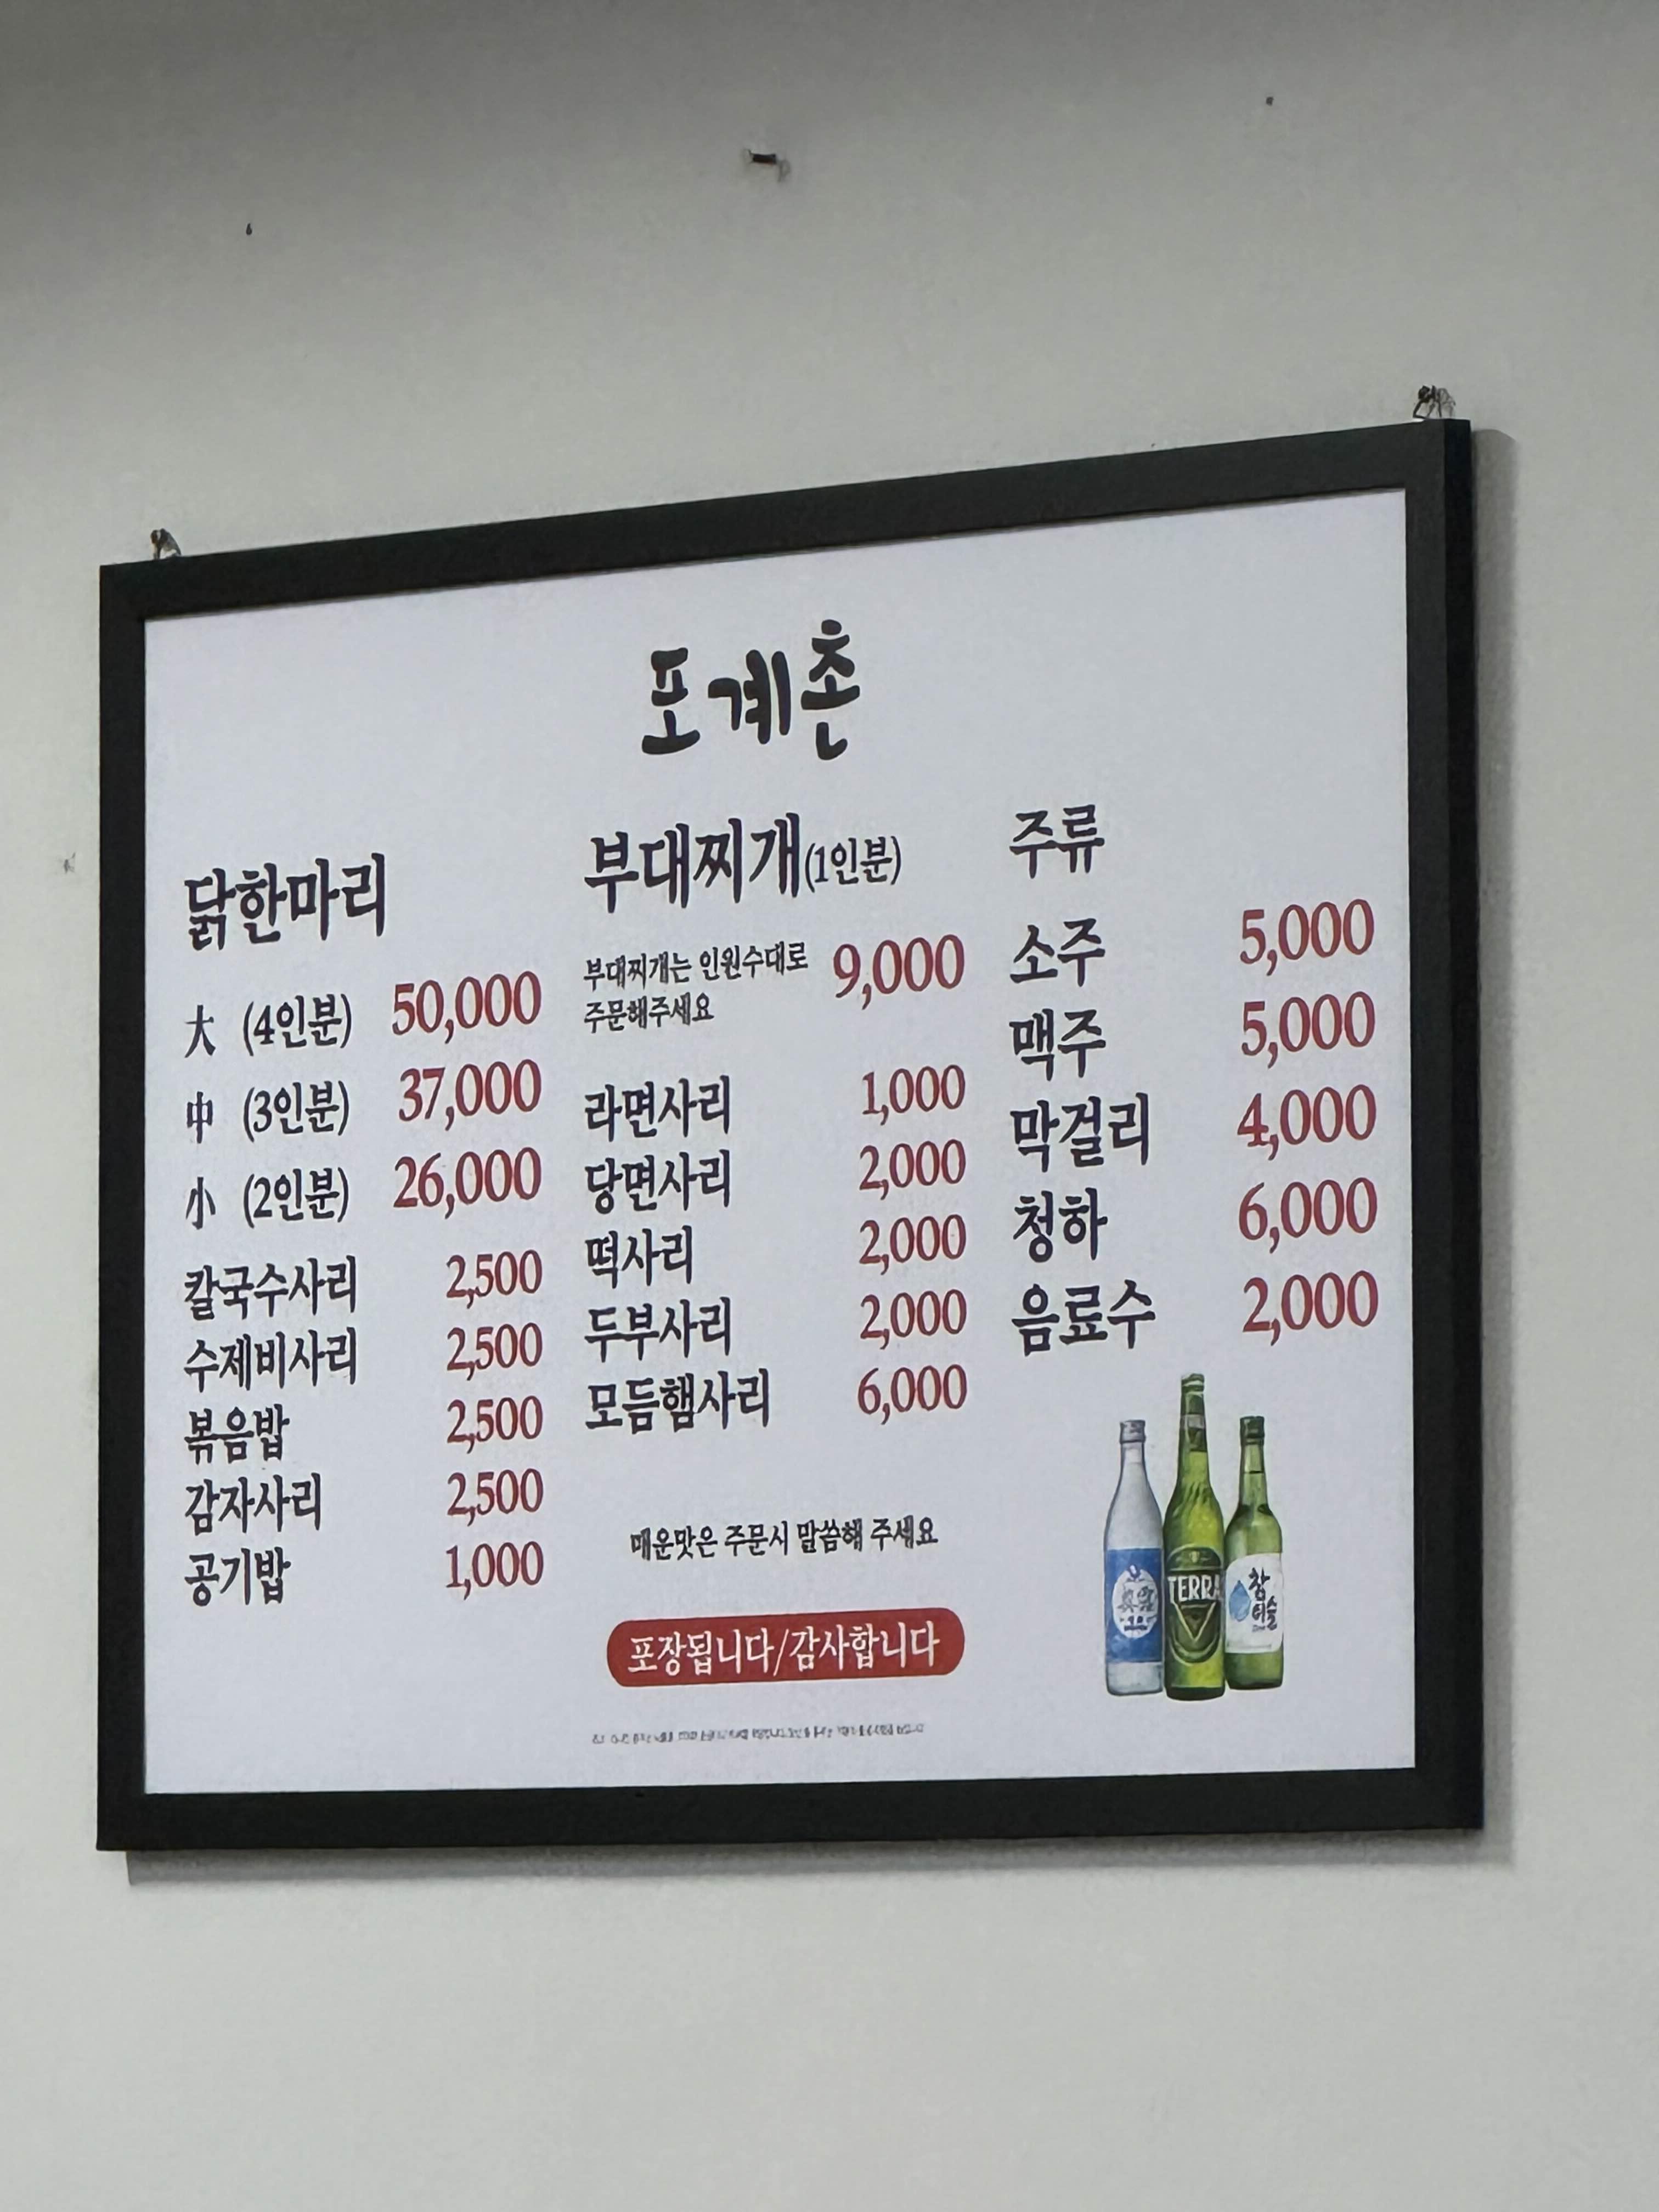 포계촌
닭한마리
大 (4인분) 50,000
中 (3인분) 37,000
小 (2인분) 26,000
칼국수사리 2,500
수제비사리 2,500
볶음밥 2,500
감자사리 2,500
공기밥 1,000
부대찌개(1인분)
부대찌개는 인원수대로 9,000
주문해주세요
라면사리 1,000
당면사리 2,000
떡사리 2,000
두부사리 2,000
모듬햄사리 6,000
매운맛은 주문시 말씀해 주세요
포장됩니다/감사합니다
주류
소주 5,000
맥주 5,000
막걸리 4,000
청하 6,000
음료수 2,000
TERRA
참